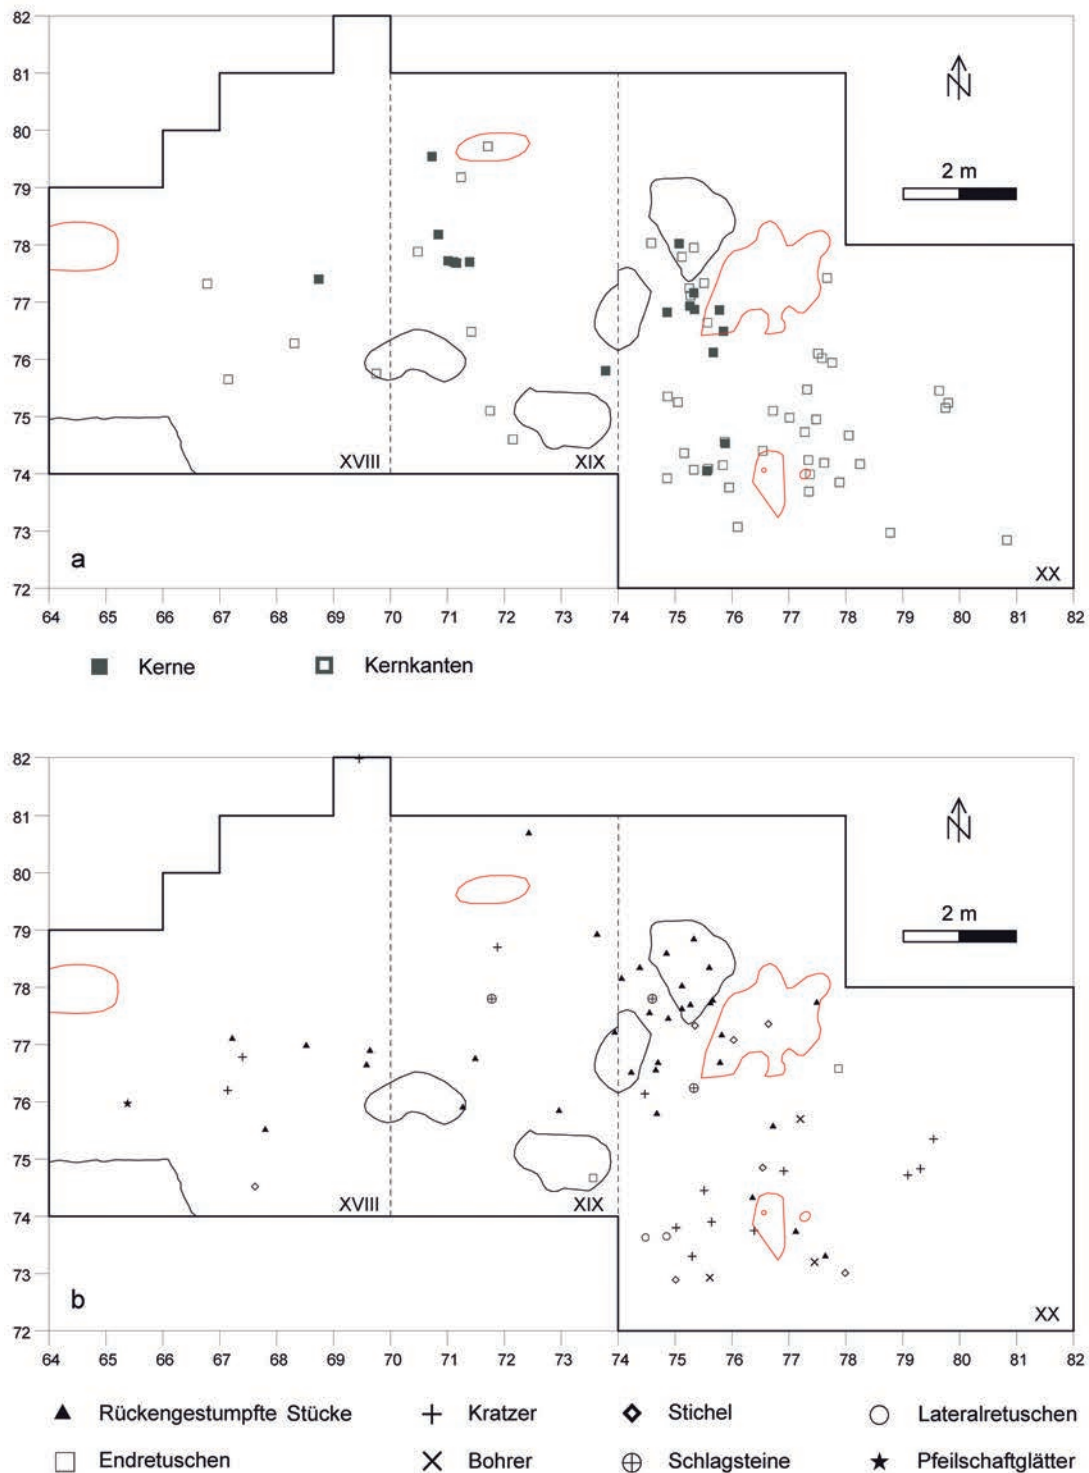 82
81
80
79
78
77
76
75
74
73
72
N
2 m
XVIII
XIX
XX
a
64 65 66 67 68 69 70 71 72 73 74 75 76 77 78 79 80 81 82
Kerne Kernkanten
82
81
80
79
78
77
76
75
74
73
72
N
2 m
XVIII
XIX
XX
b
64 65 66 67 68 69 70 71 72 73 74 75 76 77 78 79 80 81 82
Rückengestumpfte Stücke Kratzer Stichel Lateralretuschen
Endretuschen Bohrer Schlagsteine Pfeilschaftglätter